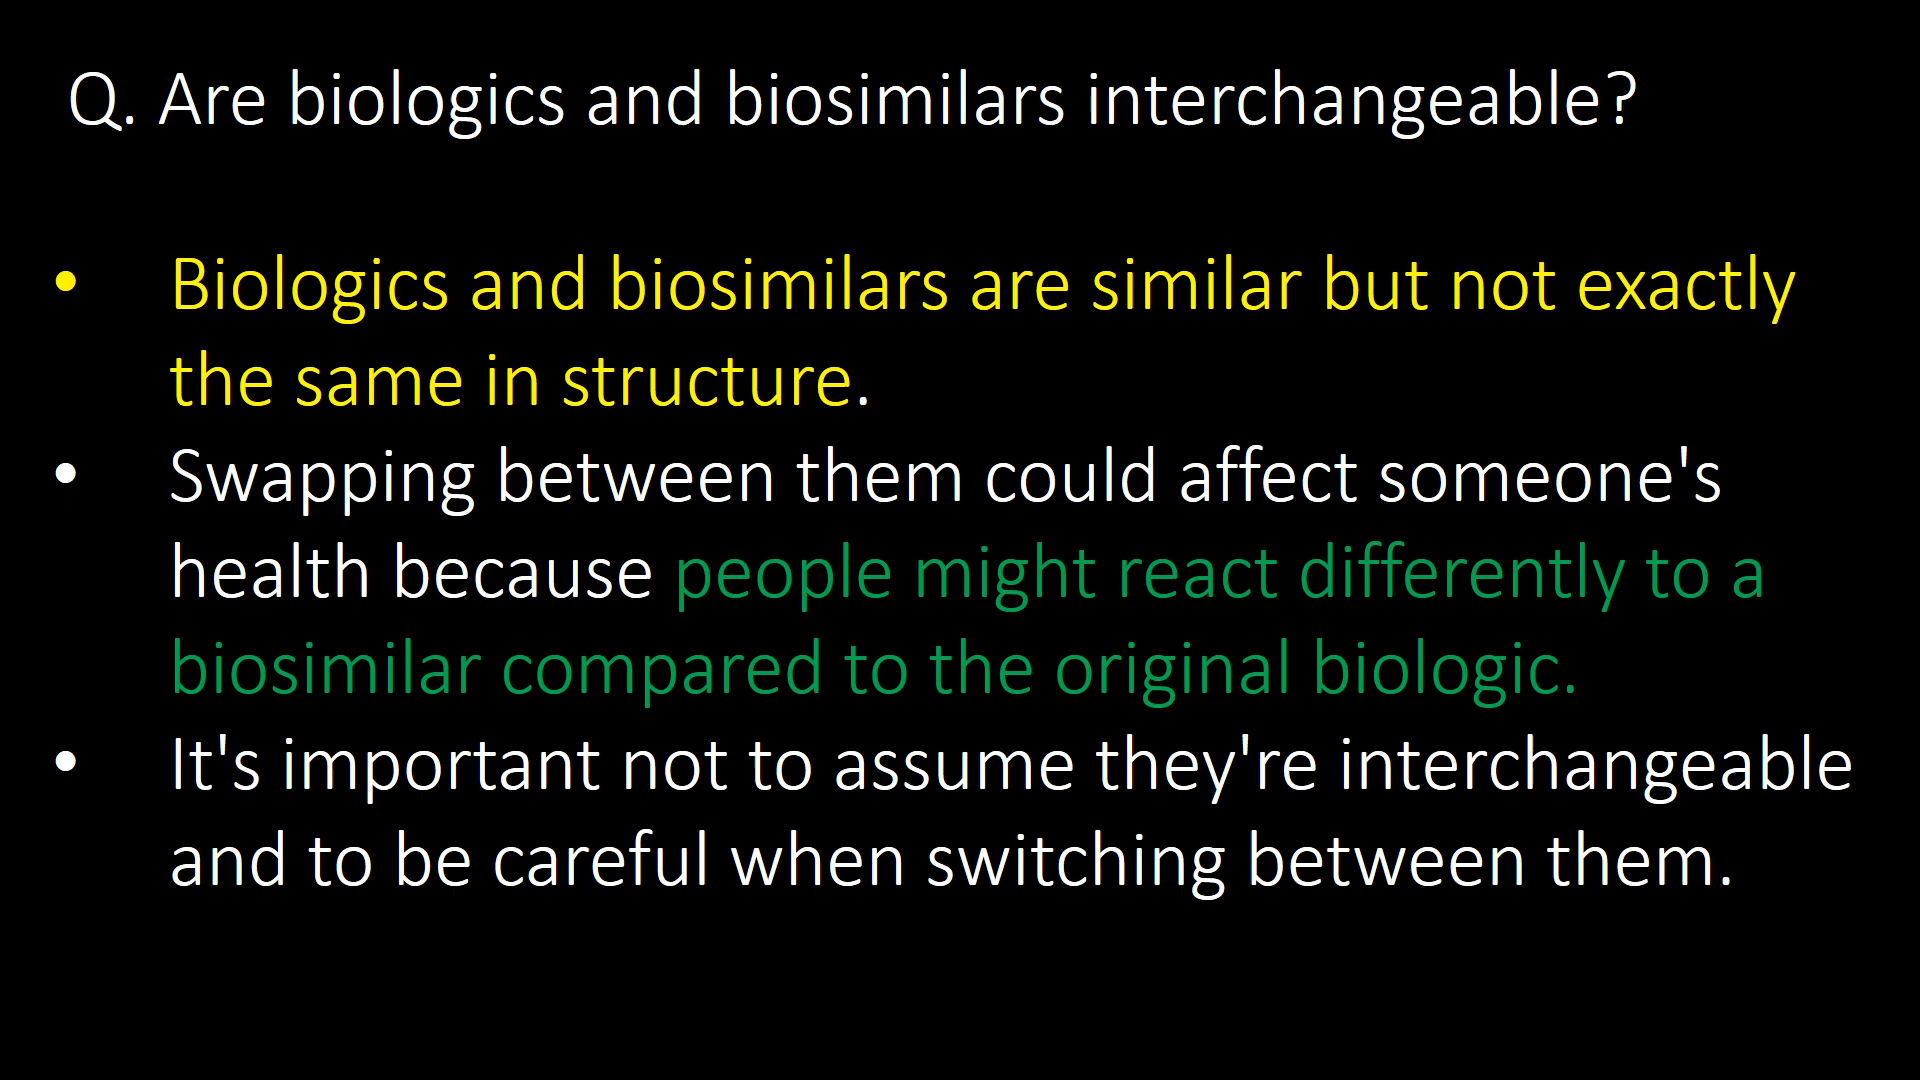 Q. Are biologics and biosimilars interchangeable?
• Biologics and biosimilars are similar but not exactly
the same in structure.
• Swapping between them could affect someone's
health because people might react differently to a
biosimilar compared to the original biologic.
• It's important not to assume they're interchangeable
and to be careful when switching between them.